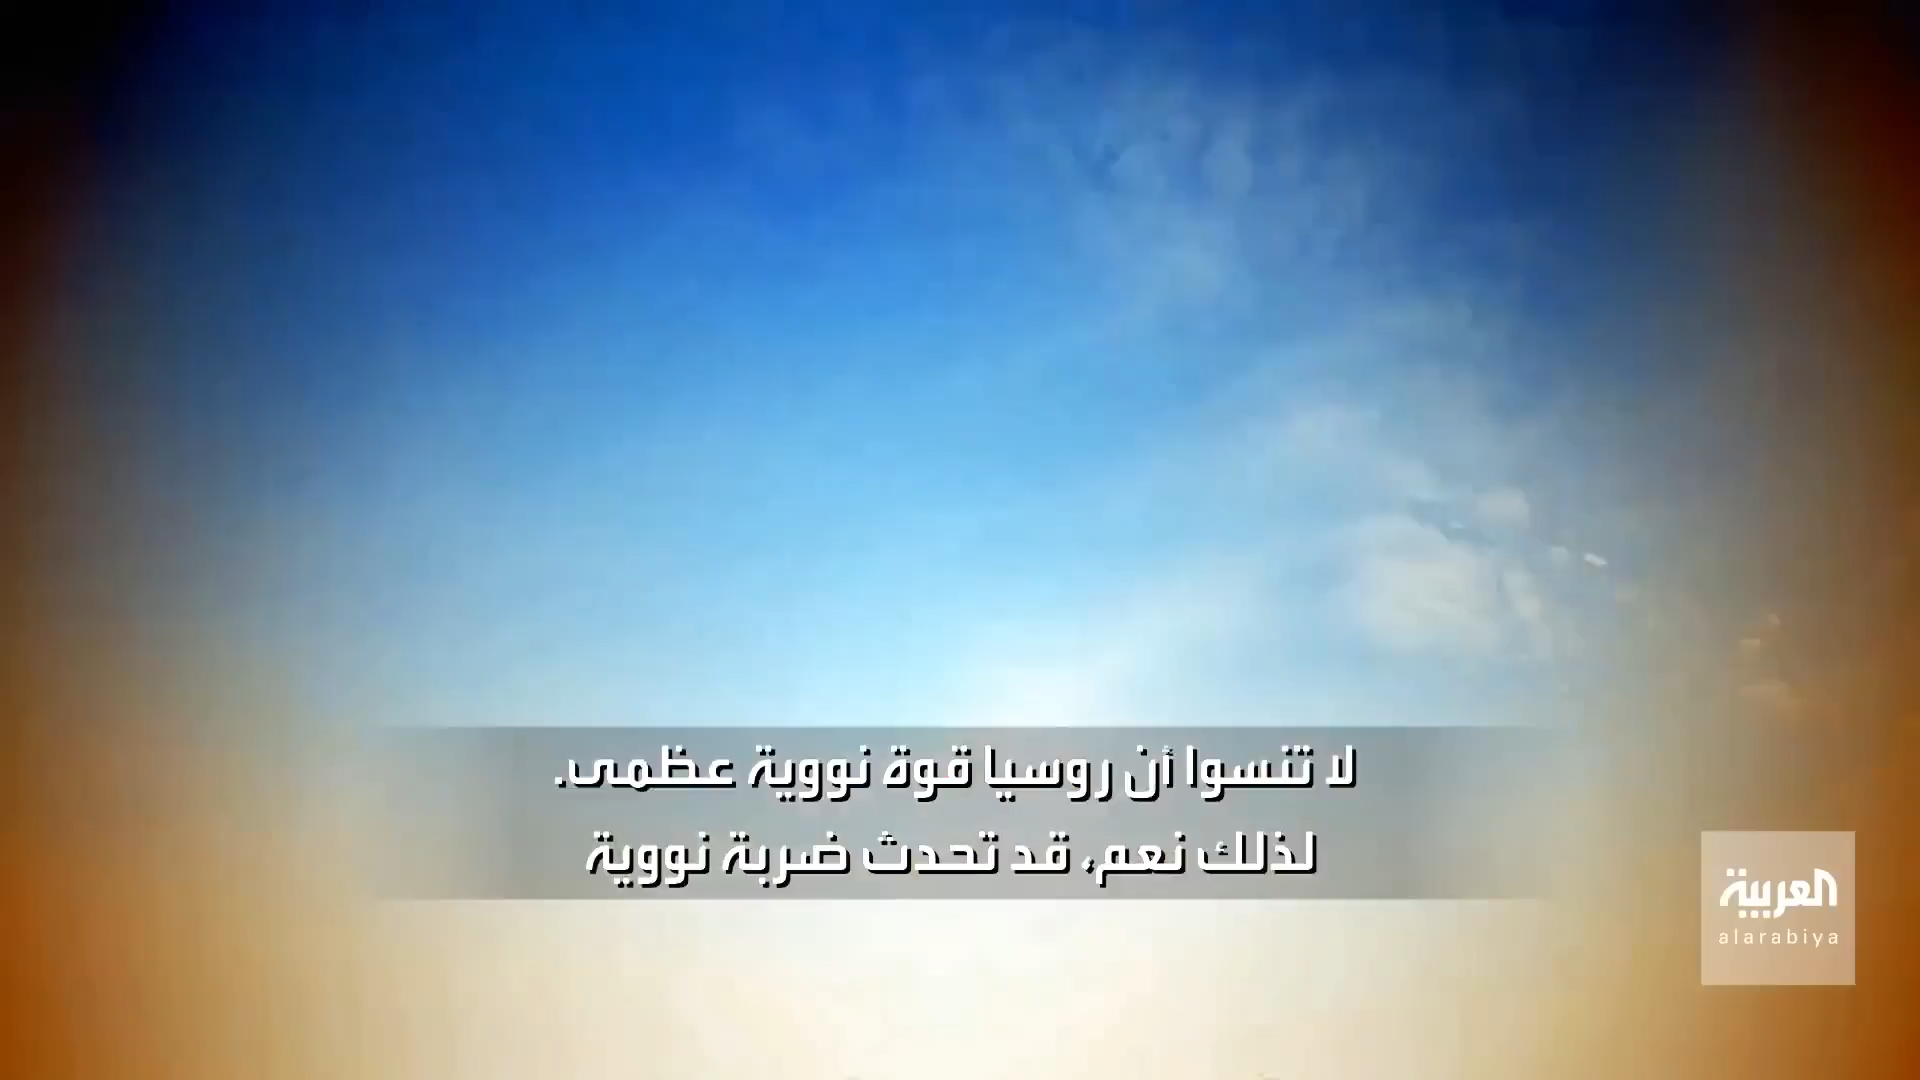 لا تنسوا أن روسيا قوة نووية عظمى.
لذلك نعم، قد تحدث ضربة نووية
العربية
alarabiya